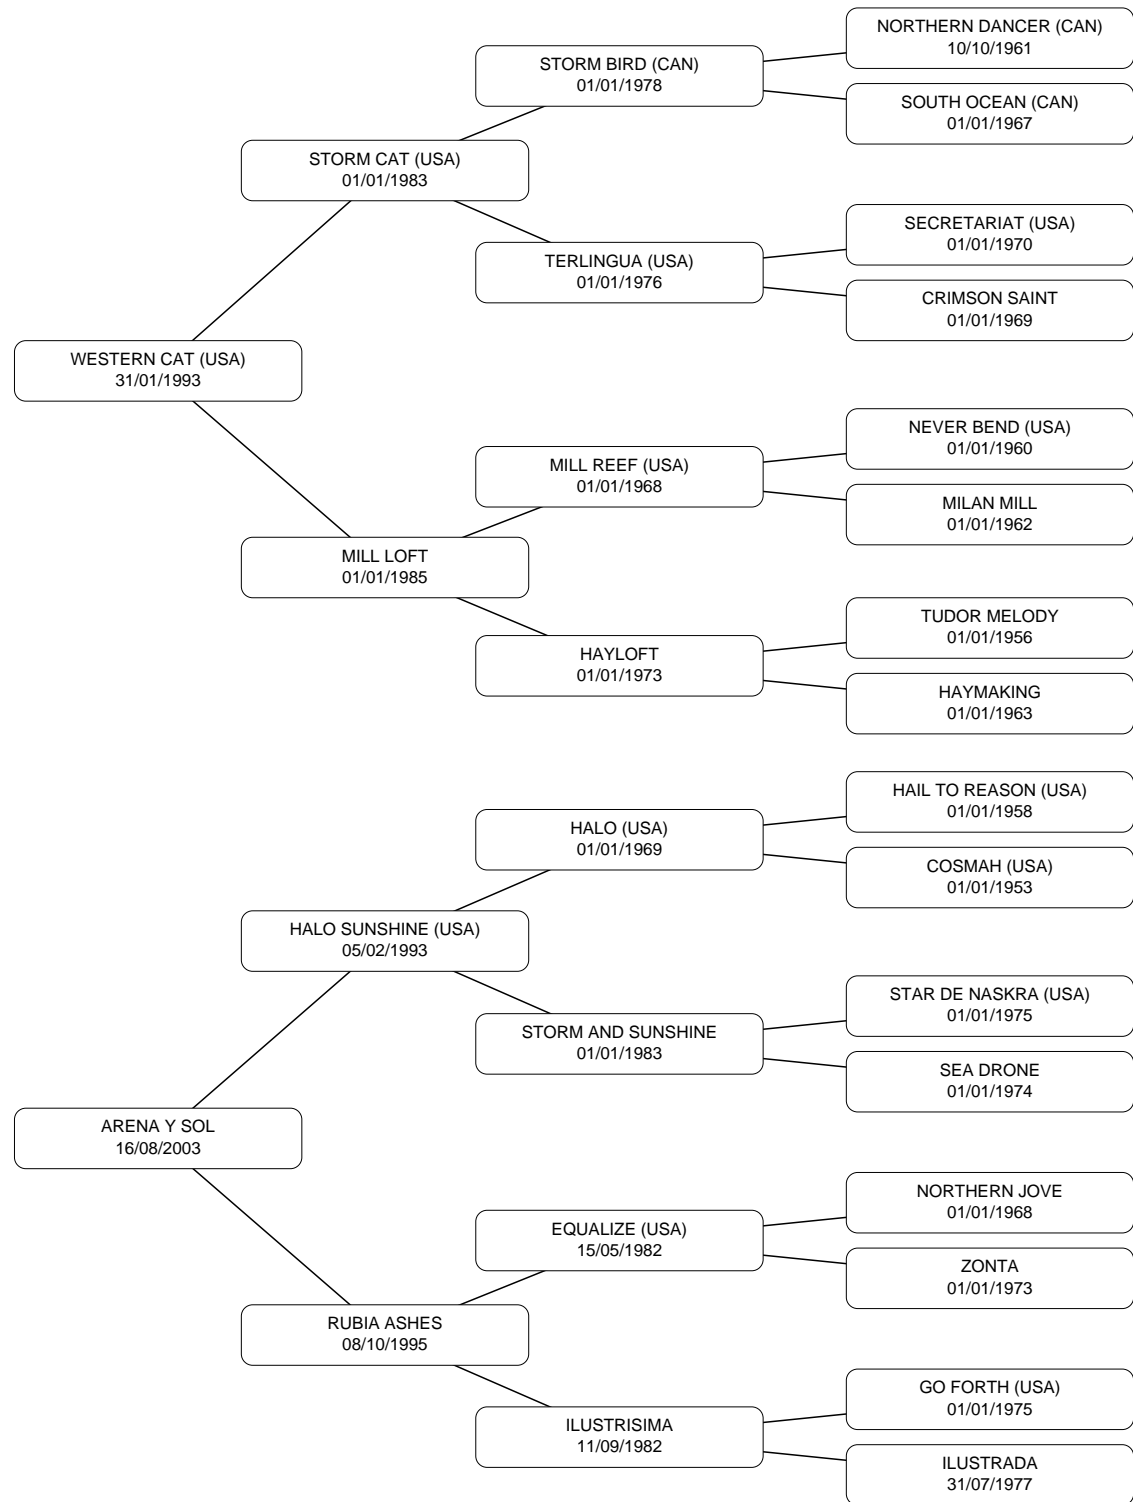 NORTHERN DANCER (CAN)
10/10/1961
STORM BIRD (CAN)
01/01/1978
SOUTH OCEAN (CAN)
01/01/1967
STORM CAT (USA)
01/01/1983
SECRETARIAT (USA)
01/01/1970
TERLINGUA (USA)
01/01/1976
CRIMSON SAINT
01/01/1969
WESTERN CAT (USA)
31/01/1993
NEVER BEND (USA)
01/01/1960
MILL REEF (USA)
01/01/1968
MILAN MILL
01/01/1962
MILL LOFT
01/01/1985
TUDOR MELODY
01/01/1956
HAYLOFT
01/01/1973
HAYMAKING
01/01/1963
HAIL TO REASON (USA)
01/01/1958
HALO (USA)
01/01/1969
COSMAH (USA)
01/01/1953
HALO SUNSHINE (USA)
05/02/1993
STAR DE NASKRA (USA)
01/01/1975
STORM AND SUNSHINE
01/01/1983
SEA DRONE
01/01/1974
ARENA Y SOL
16/08/2003
NORTHERN JOVE
01/01/1968
EQUALIZE (USA)
15/05/1982
ZONTA
01/01/1973
RUBIA ASHES
08/10/1995
GO FORTH (USA)
01/01/1975
ILUSTRISIMA
11/09/1982
ILUSTRADA
31/07/1977